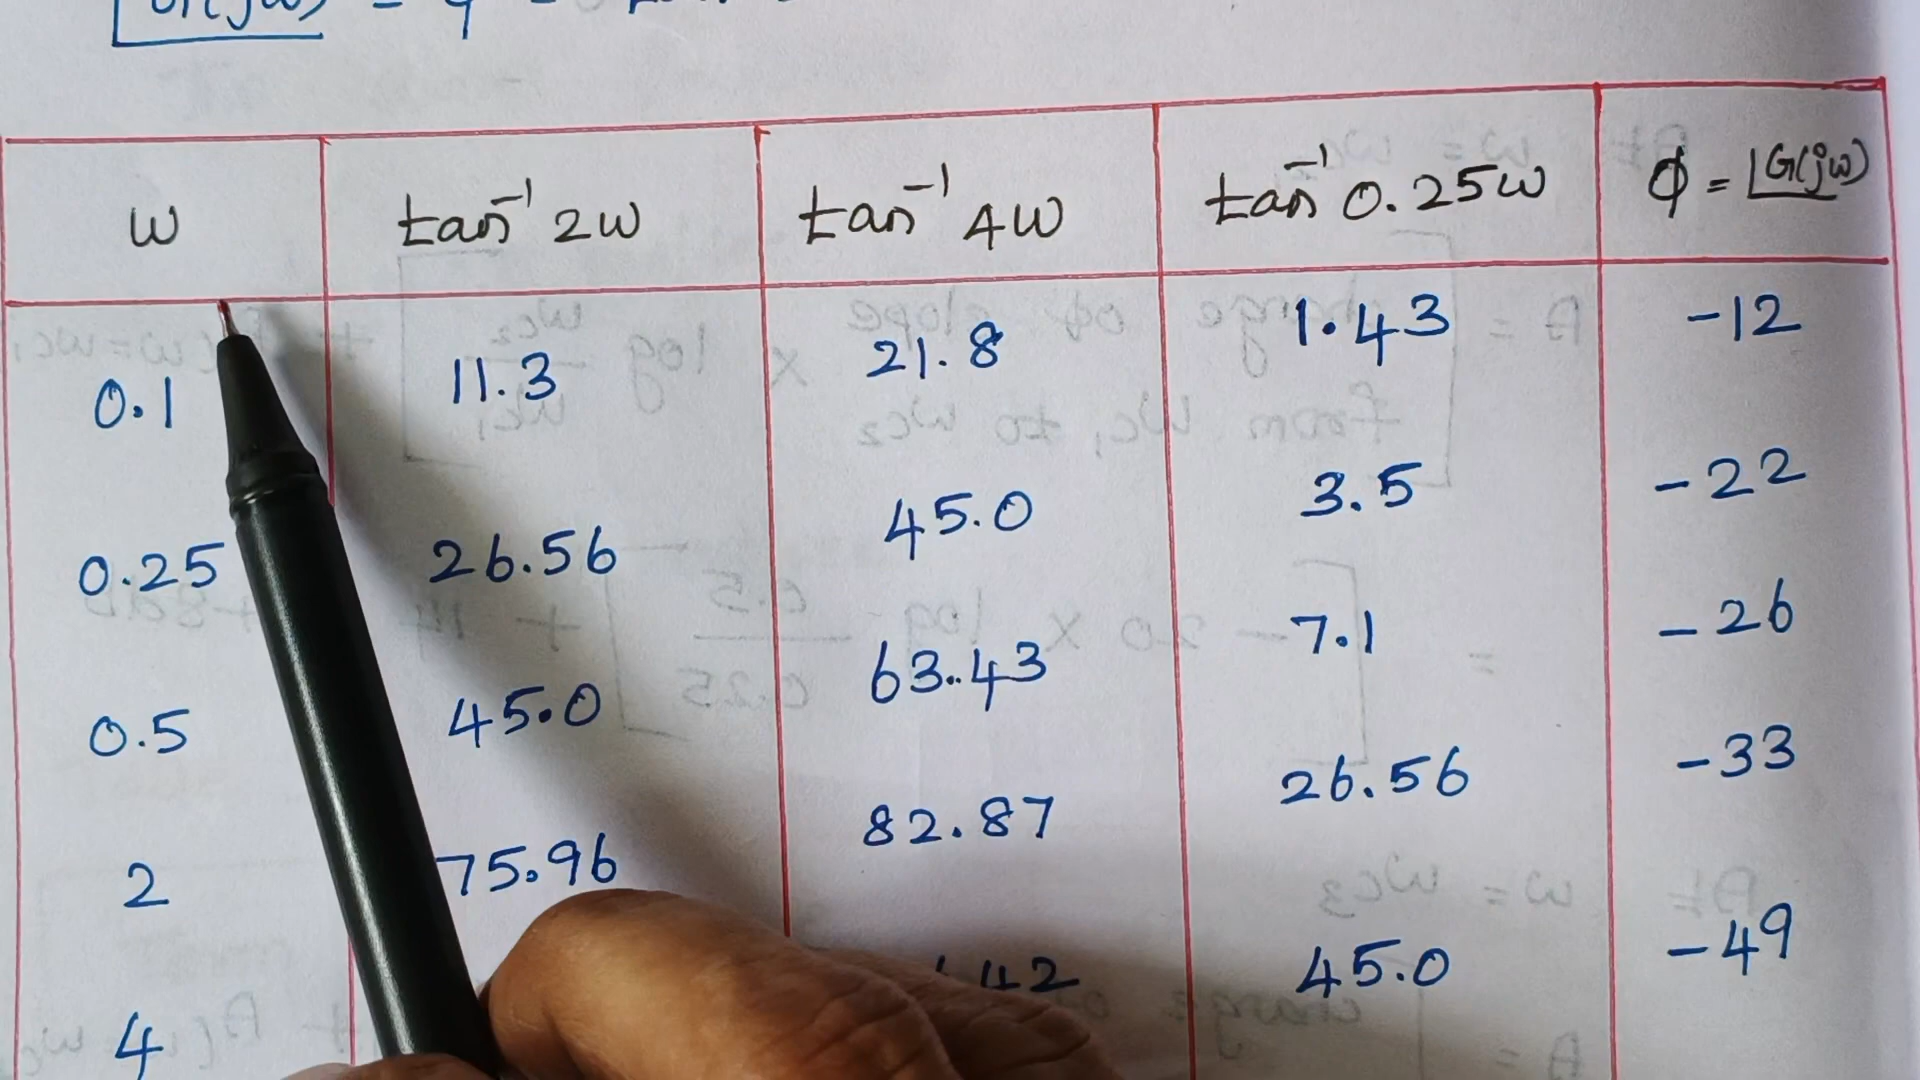 ω tan⁻¹ 2ω tan⁻¹ 4ω tan⁻¹ 0.25ω ϕ = ∠G(jω)
0.1 11.3 21.8 1.43 -12
0.25 26.56 45.0 3.5 -22
0.5 45.0 63.43 7.1 -26
2 75.96 82.87 26.56 -33
4 .42 45.0 -49